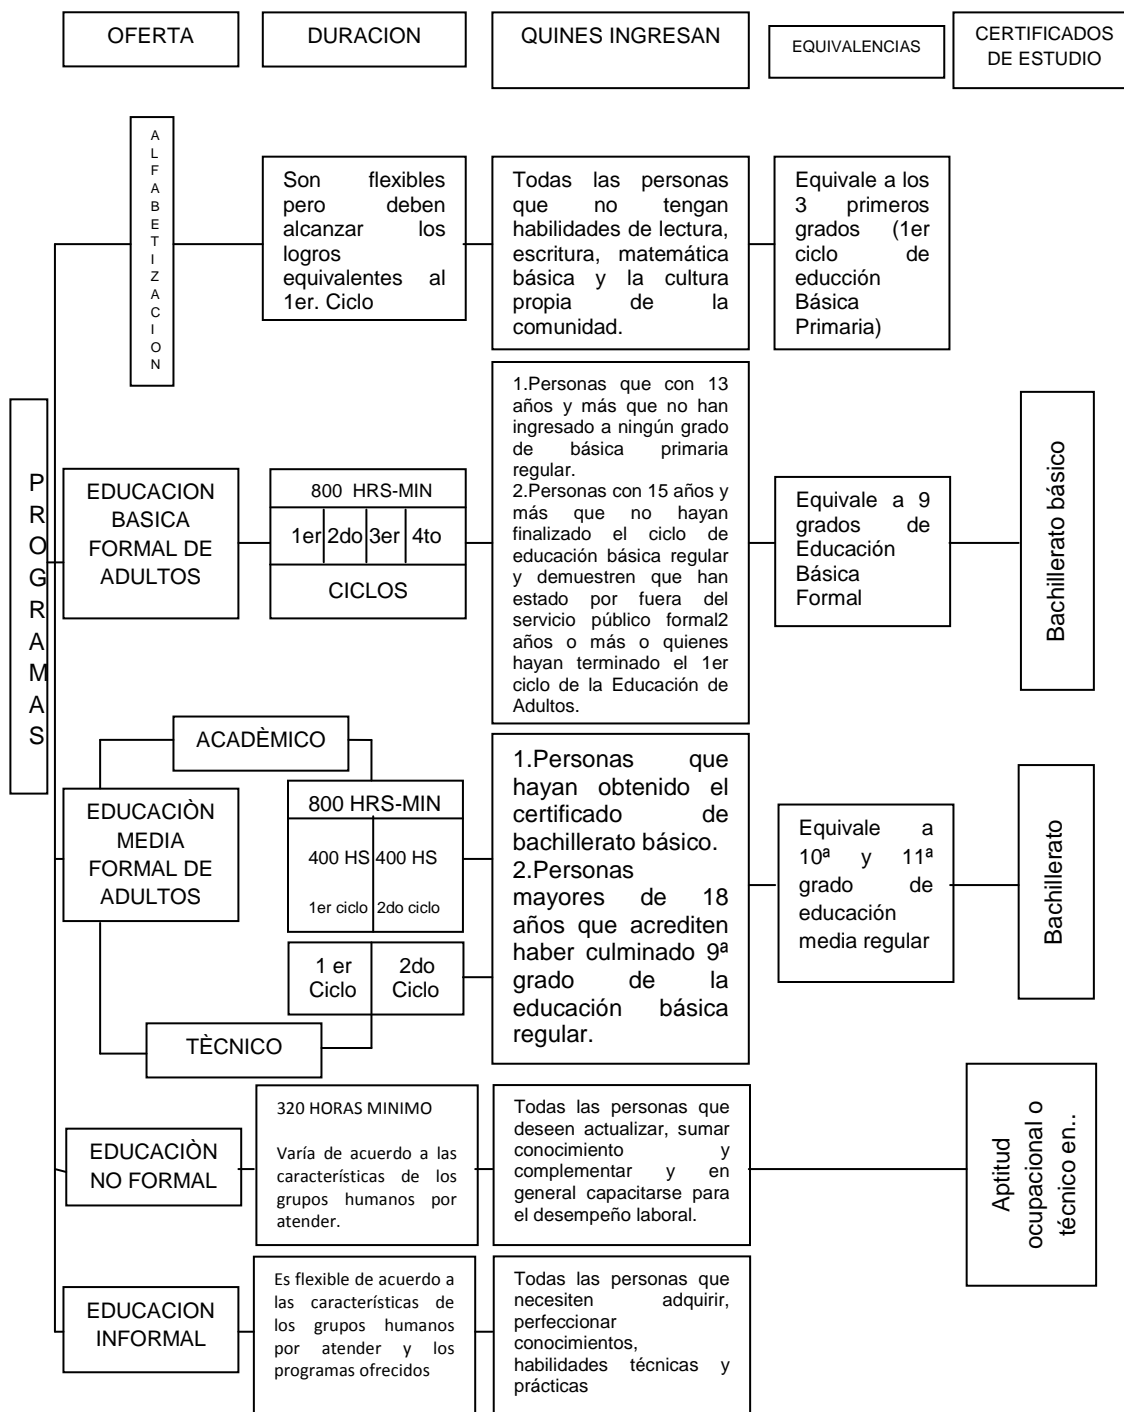 OFERTA
DURACION
QUINES INGRESAN
EQUIVALENCIAS
CERTIFICADOS
DE ESTUDIO
PROGRAMAS
ALFABETIZACION
Son flexibles
pero deben
alcanzar los
logros
equivalentes al
1er. Ciclo
Todas las personas
que no tengan
habilidades de lectura,
escritura, matemática
básica y la cultura
propia de la
comunidad.
Equivale a los
3 primeros
grados (1er
ciclo de
educción
Básica
Primaria)
EDUCACION
BASICA
FORMAL DE
ADULTOS
800 HRS-MIN
1er 2do 3er 4to
CICLOS
1.Personas que con 13
años y más que no han
ingresado a ningún grado
de básica primaria
regular.
2.Personas con 15 años y
más que no hayan
finalizado el ciclo de
educación básica regular
y demuestren que han
estado por fuera del
servicio público formal2
años o más o quienes
hayan terminado el 1er
ciclo de la Educación de
Adultos.
Equivale a 9
grados de
Educación
Básica
Formal
Bachillerato básico
ACADÈMICO
EDUCACIÒN
MEDIA
FORMAL DE
ADULTOS
800 HRS-MIN
400 HS 400 HS
1er ciclo 2do ciclo
1 er 2do
Ciclo Ciclo
TÈCNICO
1.Personas que
hayan obtenido el
certificado de
bachillerato básico.
2.Personas
mayores de 18
años que acrediten
haber culminado 9ª
grado de la
educación básica
regular.
Equivale a
10ª y 11ª
grado de
educación
media regular
Bachillerato
EDUCACIÒN
NO FORMAL
320 HORAS MINIMO
Varía de acuerdo a las
características de los
grupos humanos por
atender.
Todas las personas que
deseen actualizar, sumar
conocimiento y
complementar y en
general capacitarse para
el desempeño laboral.
Aptitud
ocupacional o
técnico en..
EDUCACION
INFORMAL
Es flexible de acuerdo a
las características de
los grupos humanos
por atender y los
programas ofrecidos
Todas las personas que
necesiten adquirir,
perfeccionar
conocimientos,
habilidades técnicas y
prácticas